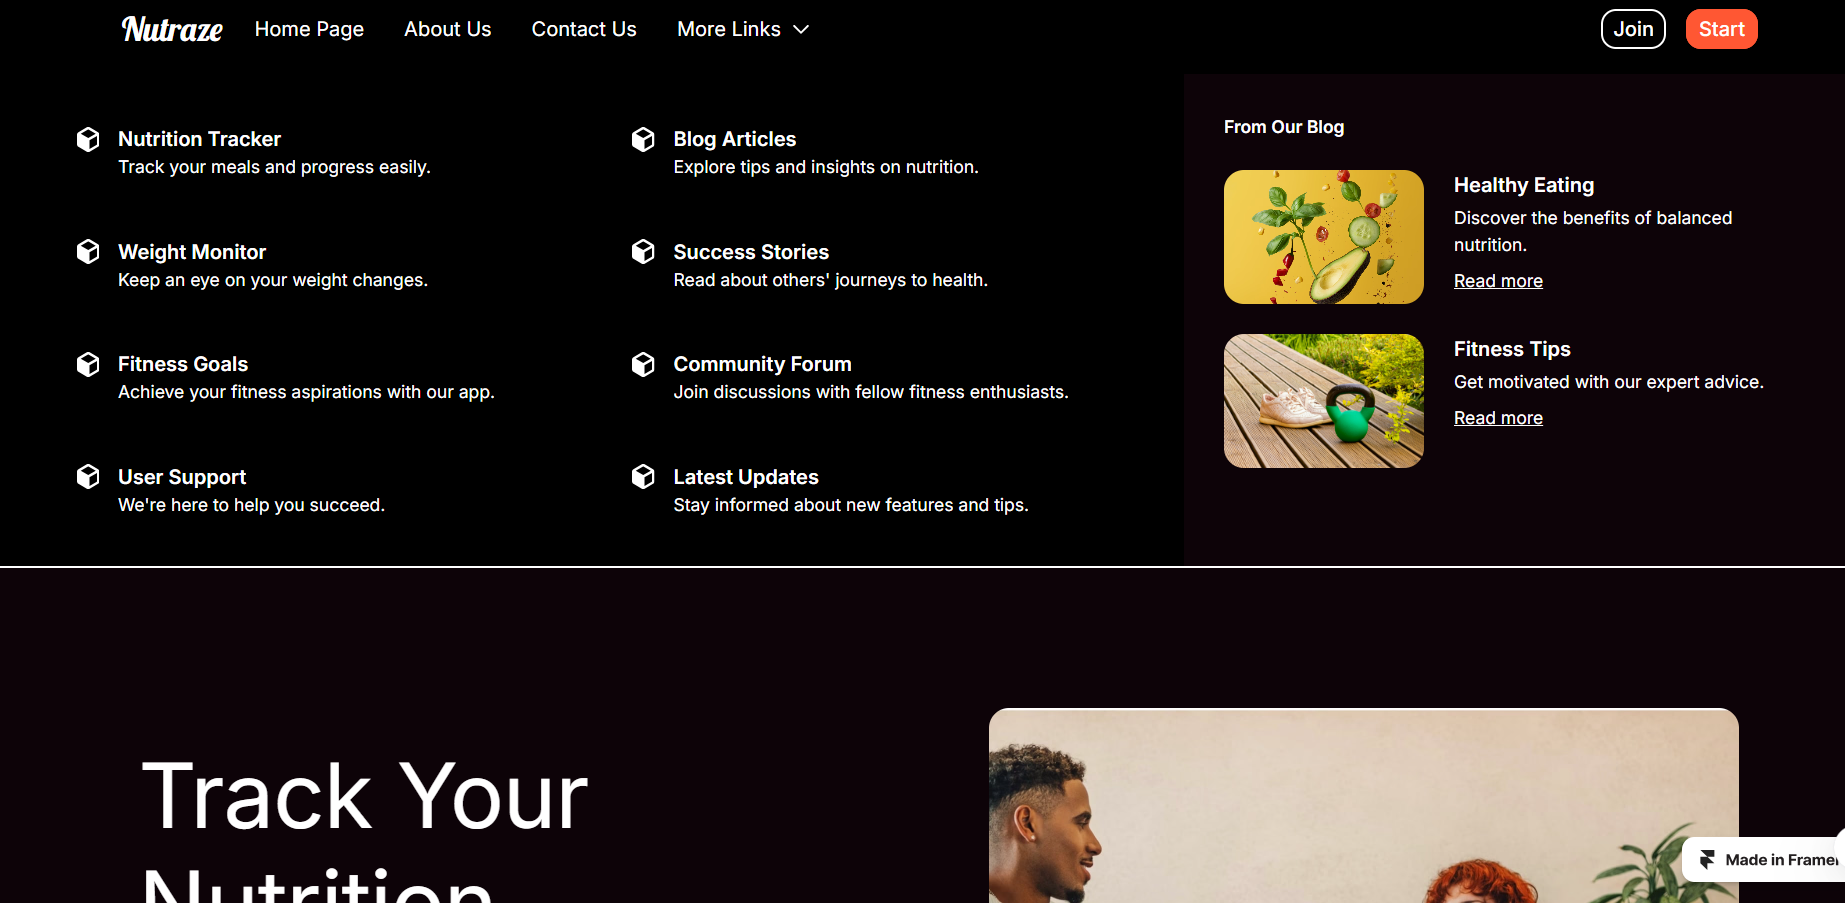 Nutraze
Home Page
About Us
Contact Us
More Links
Join
Start
Nutrition Tracker
Track your meals and progress easily.
Weight Monitor
Keep an eye on your weight changes.
Fitness Goals
Achieve your fitness aspirations with our app.
User Support
We're here to help you succeed.
Blog Articles
Explore tips and insights on nutrition.
Success Stories
Read about others' journeys to health.
Community Forum
Join discussions with fellow fitness enthusiasts.
Latest Updates
Stay informed about new features and tips.
From Our Blog
Healthy Eating
Discover the benefits of balanced
nutrition.
Read more
Fitness Tips
Get motivated with our expert advice.
Read more
Track Your
Nutrition
Made in Framer